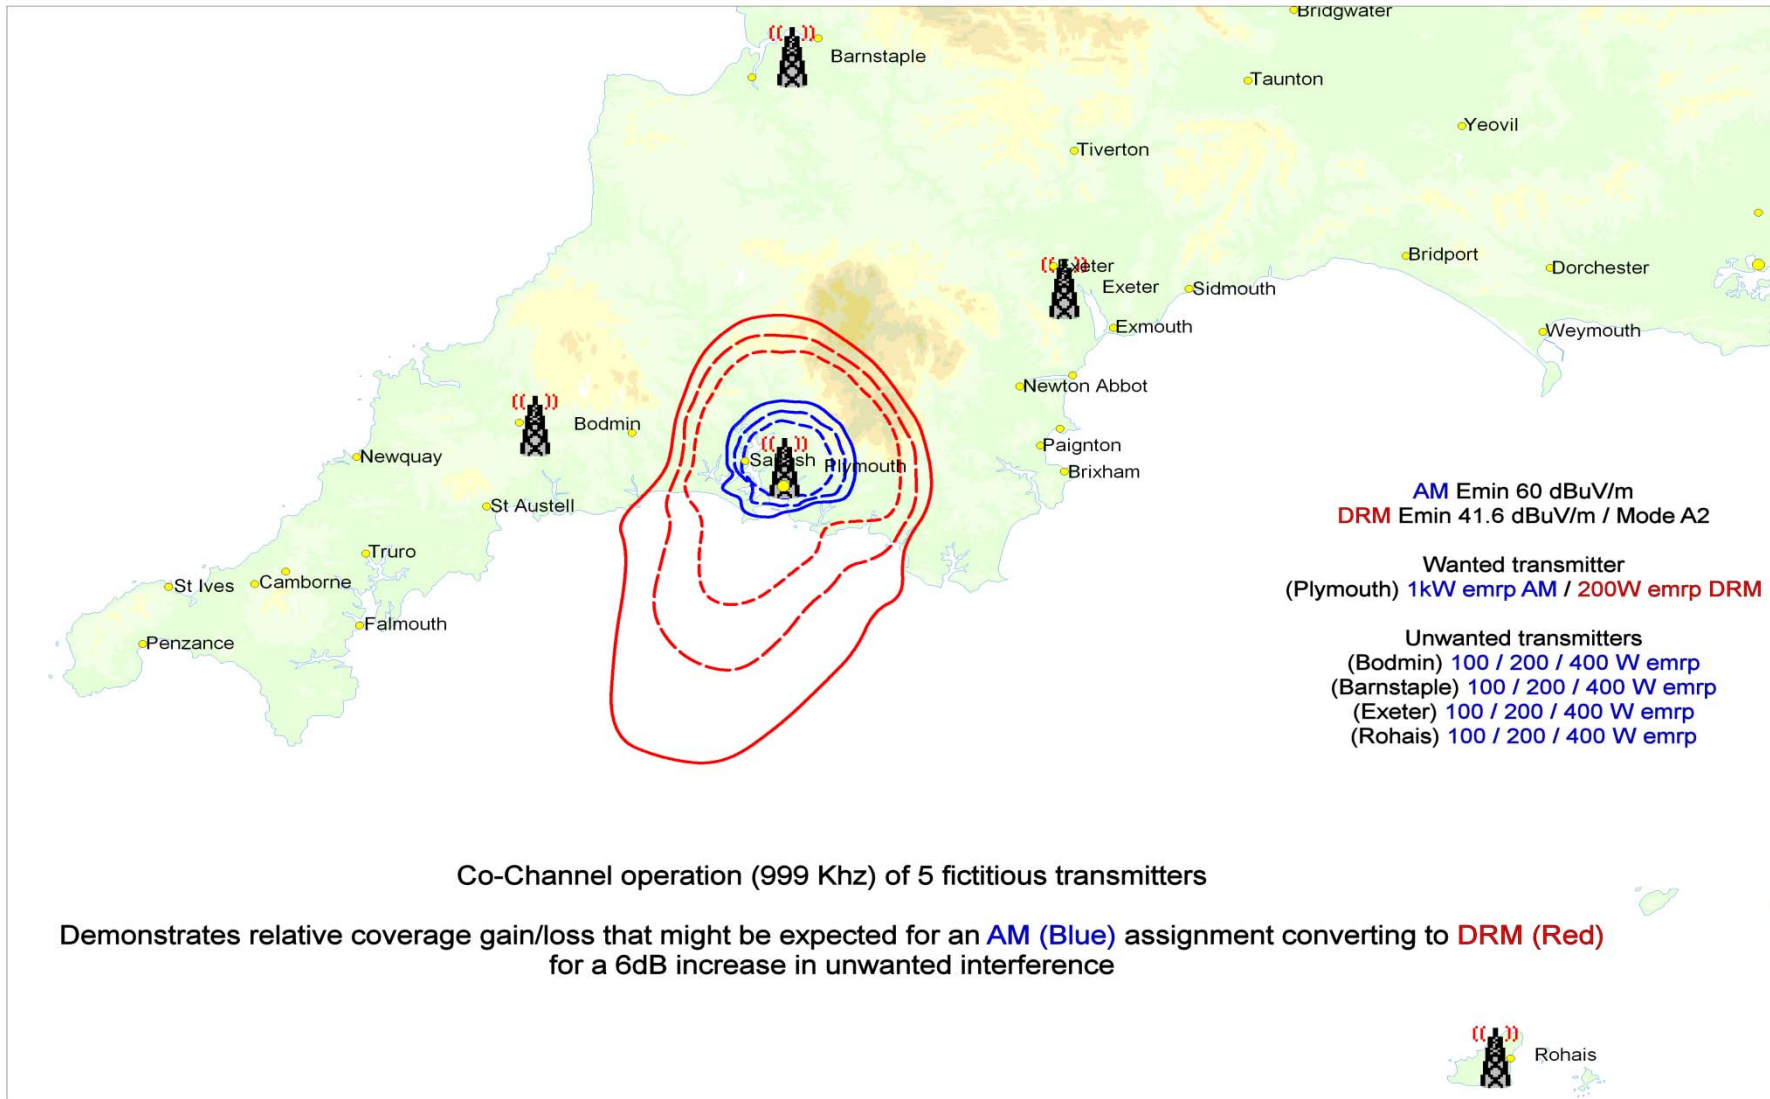 Bridgwater
Barnstaple
Taunton
Yeovil
Tiverton
Bridport
Dorchester
Exeter
Exeter
Sidmouth
Exmouth
Weymouth
Newton Abbot
Bodmin
Paignton
Newquay
Saltash
Plymouth
Brixham
St Austell
Truro
St Ives
Camborne
Falmouth
Penzance
AM Emin 60 dBuV/m
DRM Emin 41.6 dBuV/m / Mode A2
Wanted transmitter
(Plymouth) 1kW emrp AM / 200W emrp DRM
Unwanted transmitters
(Bodmin) 100 / 200 / 400 W emrp
(Barnstaple) 100 / 200 / 400 W emrp
(Exeter) 100 / 200 / 400 W emrp
(Rohais) 100 / 200 / 400 W emrp
Co-Channel operation (999 Khz) of 5 fictitious transmitters
Demonstrates relative coverage gain/loss that might be expected for an AM (Blue) assignment converting to DRM (Red)
for a 6dB increase in unwanted interference
Rohais